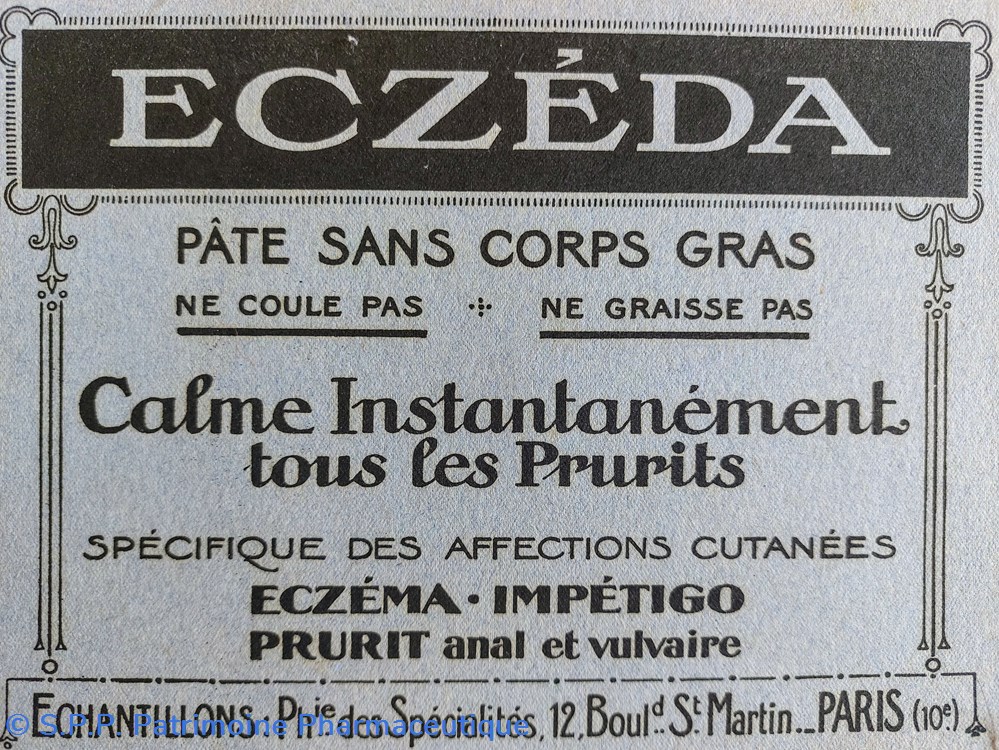 ECZÉDA
PÂTE SANS CORPS GRAS
NE COULE PAS NE GRAISSE PAS
Calme Instantanément
tous les Prurits
SPÉCIFIQUE DES AFFECTIONS CUTANÉES
ECZÉMA · IMPÉTIGO
PRURIT anal et vulvaire
ECHANTILLONS: Phie des Spécialités, 12, Bould St Martin _ PARIS (10e)
© S.P.P. Patrimoine Pharmaceutique